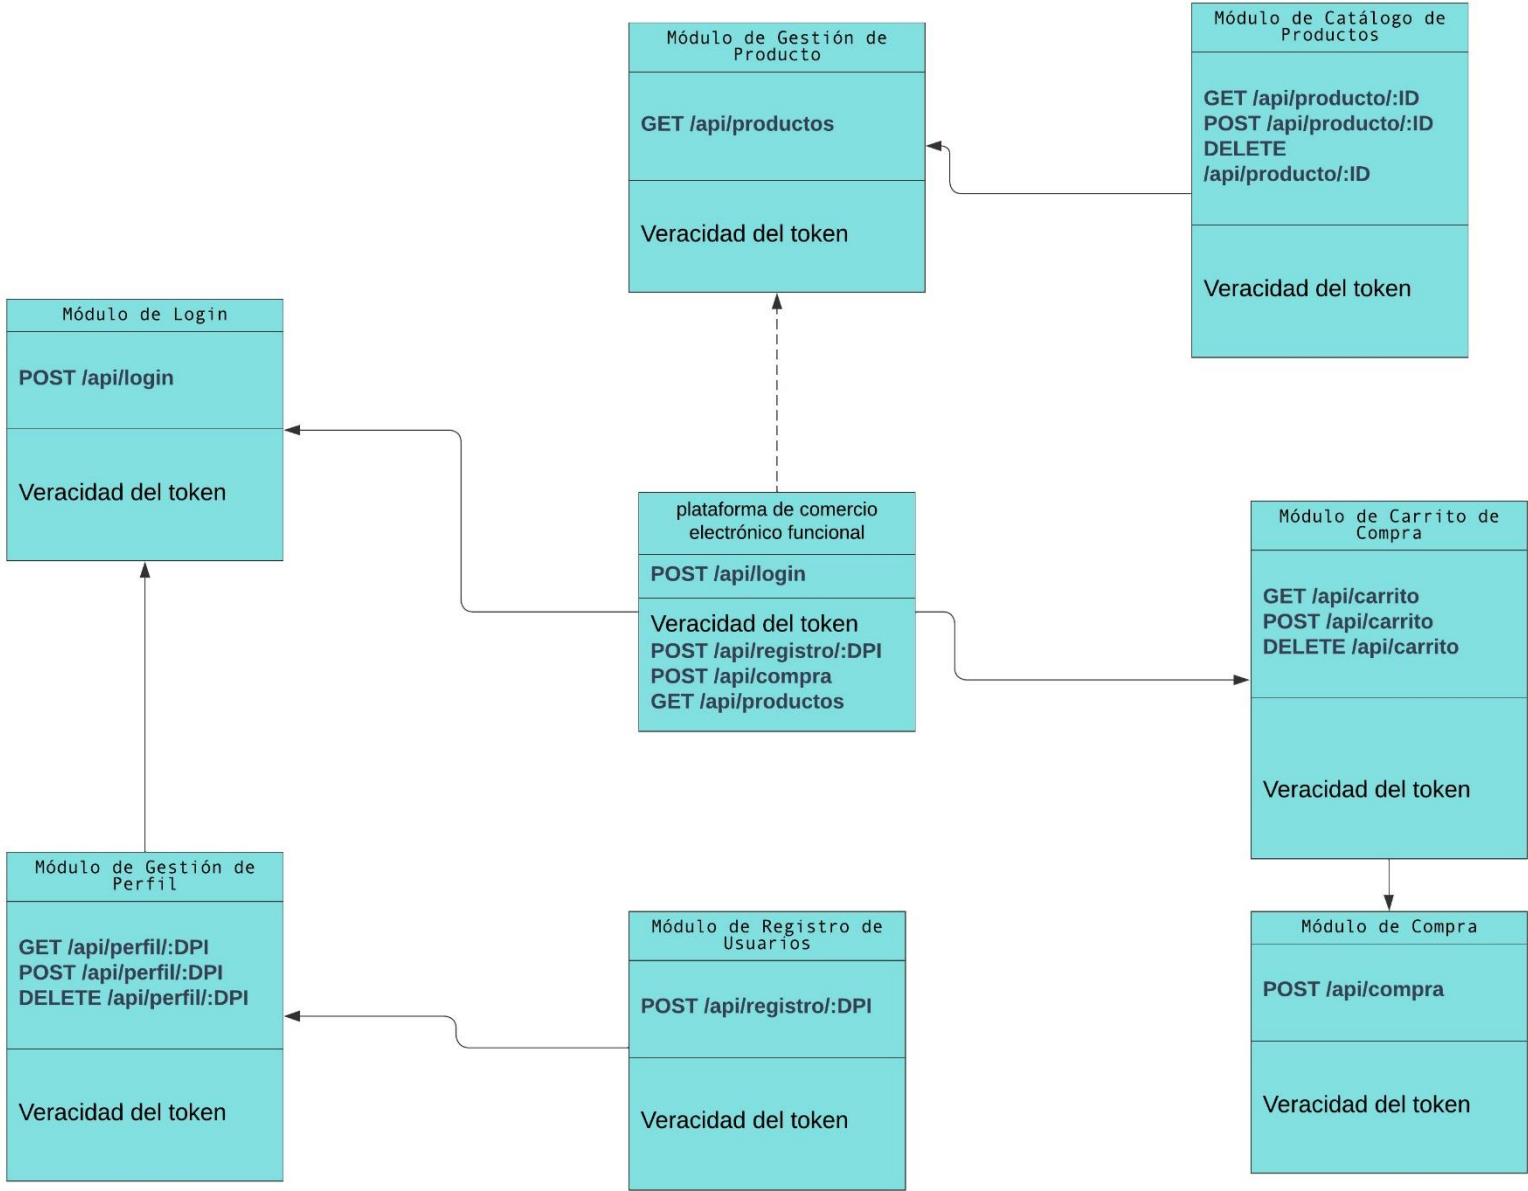 Módulo de Gestión de
Producto
GET /api/productos
Veracidad del token
Módulo de Catálogo de
Productos
GET /api/producto/:ID
POST /api/producto/:ID
DELETE
/api/producto/:ID
Veracidad del token
Módulo de Login
POST /api/login
Veracidad del token
plataforma de comercio
electrónico funcional
POST /api/login
Veracidad del token
POST /api/registro/:DPI
POST /api/compra
GET /api/productos
Módulo de Carrito de
Compra
GET /api/carrito
POST /api/carrito
DELETE /api/carrito
Veracidad del token
Módulo de Gestión de
Perfil
GET /api/perfil/:DPI
POST /api/perfil/:DPI
DELETE /api/perfil/:DPI
Veracidad del token
Módulo de Registro de
Usuarios
POST /api/registro/:DPI
Veracidad del token
Módulo de Compra
POST /api/compra
Veracidad del token